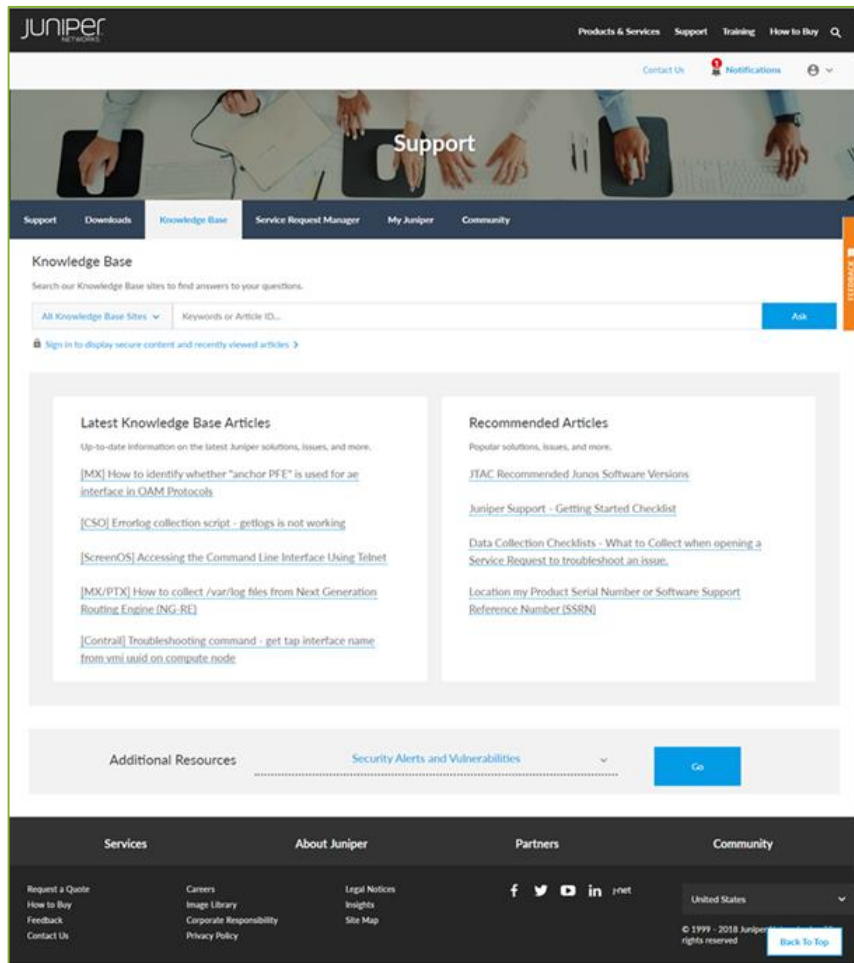 JUNIPER
NETWORKS
Products & Services Support Training How to Buy
Contact Us 1 Notifications
Support
Support Downloads Knowledge Base Service Request Manager My Juniper Community
FEEDBACK
Knowledge Base
Search our Knowledge Base sites to find answers to your questions.
All Knowledge Base Sites Keywords or Article ID... Ask
Sign in to display secure content and recently viewed articles
Latest Knowledge Base Articles
Up-to-date information on the latest Juniper solutions, issues, and more.
[MX] How to identify whether "anchor PFE" is used for ae
interface in OAM Protocols
[CSO] Errorlog collection script - getlogs is not working
[ScreenOS] Accessing the Command Line Interface Using Telnet
[MX/PTX] How to collect /var/log files from Next Generation
Routing Engine (NG-RE)
[Contrail] Troubleshooting command - get tap interface name
from vmi uuid on compute node
Recommended Articles
Popular solutions, issues, and more.
JTAC Recommended Junos Software Versions
Juniper Support - Getting Started Checklist
Data Collection Checklists - What to Collect when opening a
Service Request to troubleshoot an issue.
Location my Product Serial Number or Software Support
Reference Number (SSRN)
Additional Resources Security Alerts and Vulnerabilities Go
Services About Juniper Partners Community
Request a Quote Careers Legal Notices
How to Buy Image Library Insights
Feedback Corporate Responsibility Site Map
Contact Us Privacy Policy
United States
© 1999 - 2018 Juniper
rights reserved
Back To Top